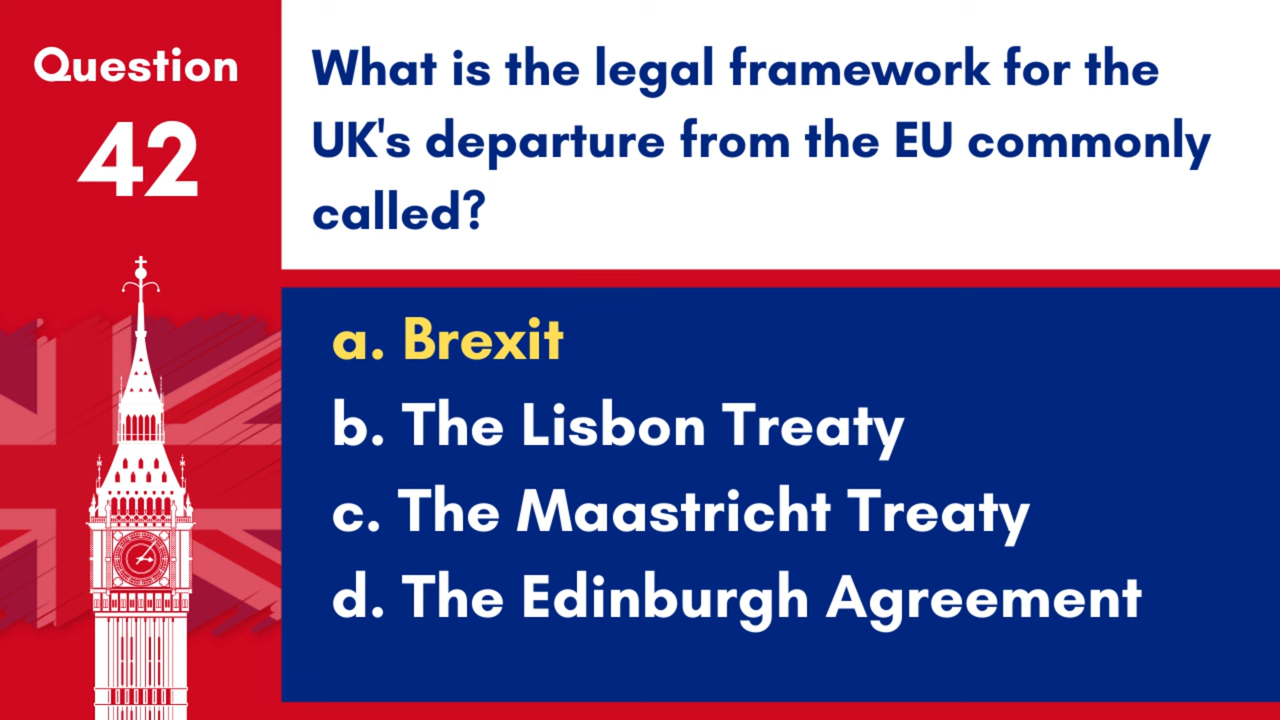 Question
42
What is the legal framework for the
UK's departure from the EU commonly
called?
a. Brexit
b. The Lisbon Treaty
c. The Maastricht Treaty
d. The Edinburgh Agreement